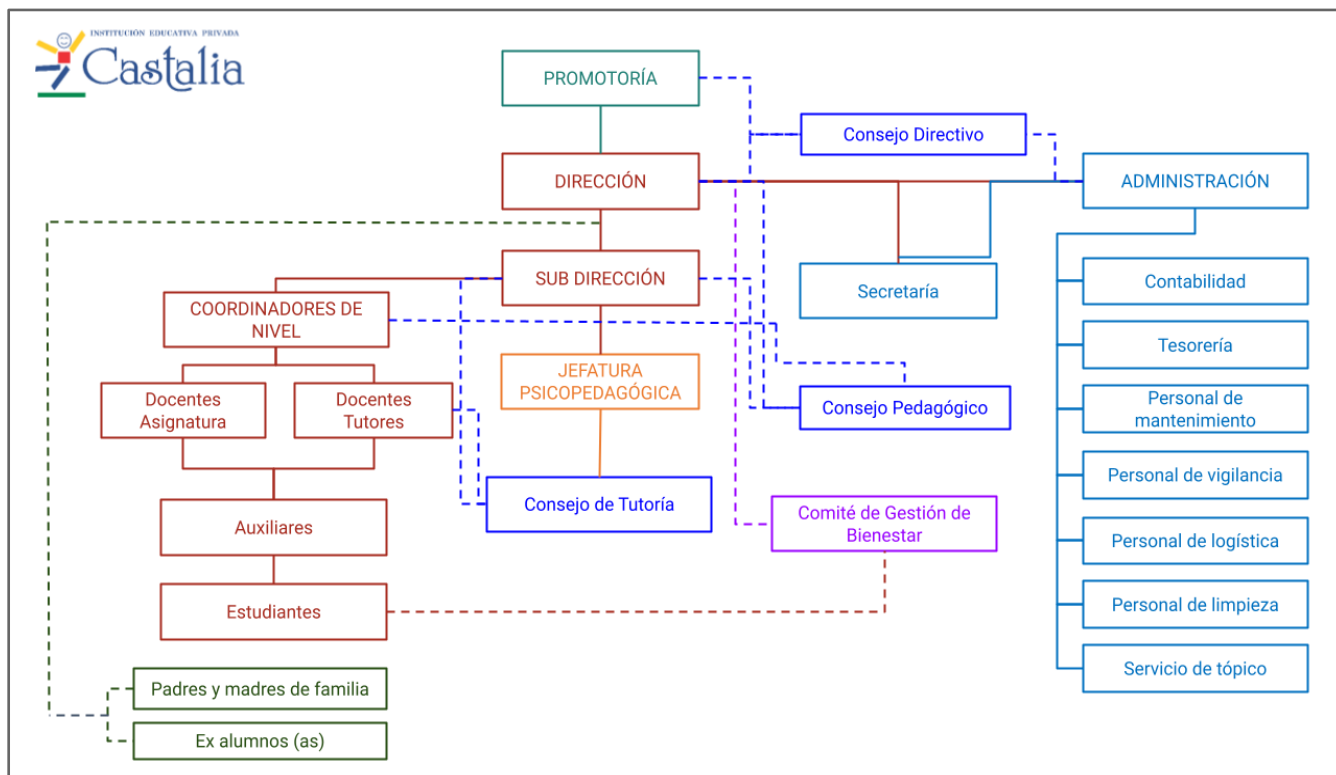 INSTITUCIÓN EDUCATIVA PRIVADA
Castalia
PROMOTORÍA
Consejo Directivo
DIRECCIÓN
ADMINISTRACIÓN
SUB DIRECCIÓN
Secretaría
Contabilidad
COORDINADORES DE
NIVEL
Tesorería
JEFATURA
PSICOPEDAGÓGICA
Docentes
Asignatura
Docentes
Tutores
Consejo Pedagógico
Personal de
mantenimiento
Personal de vigilancia
Consejo de Tutoría
Comité de Gestión de
Bienestar
Auxiliares
Personal de logística
Estudiantes
Personal de limpieza
Servicio de tópico
Padres y madres de familia
Ex alumnos (as)